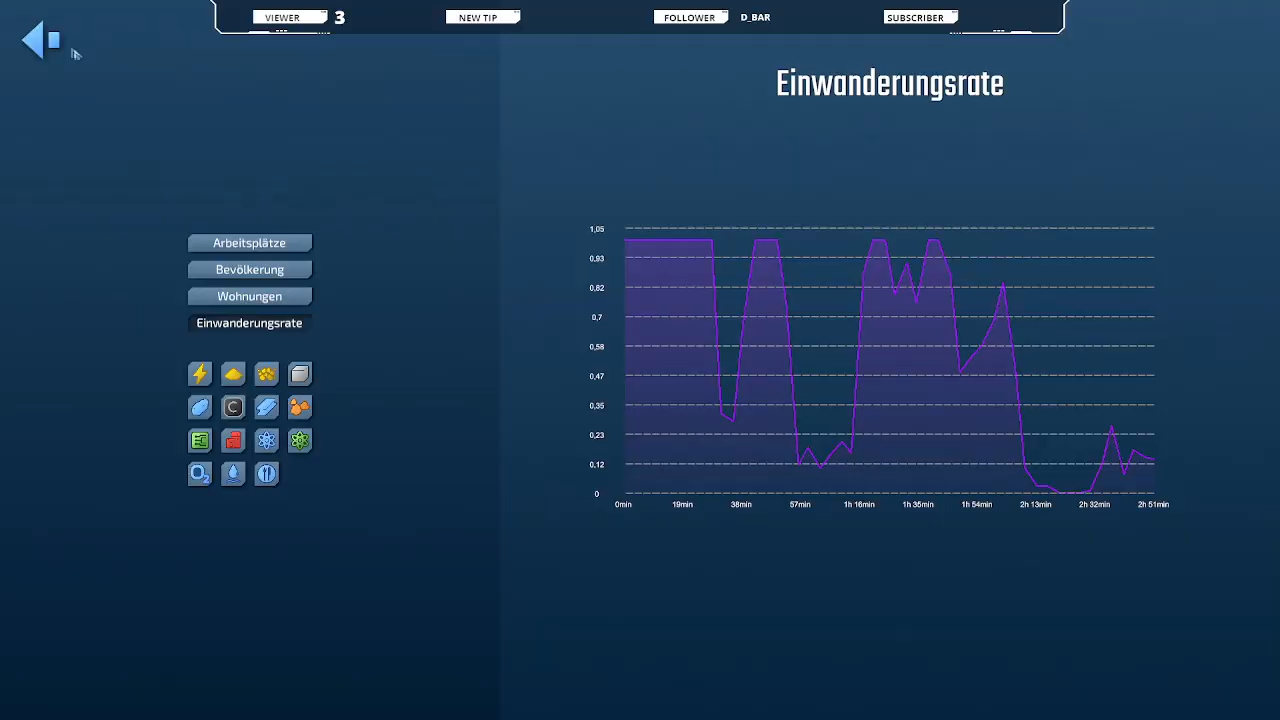 VIEWER 3 NEW TIP FOLLOWER D_BAR SUBSCRIBER
Einwanderungsrate
Arbeitsplätze
Bevölkerung
Wohnungen
Einwanderungsrate
C
O2
1,05
0,93
0,82
0,7
0,58
0,47
0,35
0,23
0,12
0
0min 19min 38min 57min 1h 16min 1h 35min 1h 54min 2h 13min 2h 32min 2h 51min